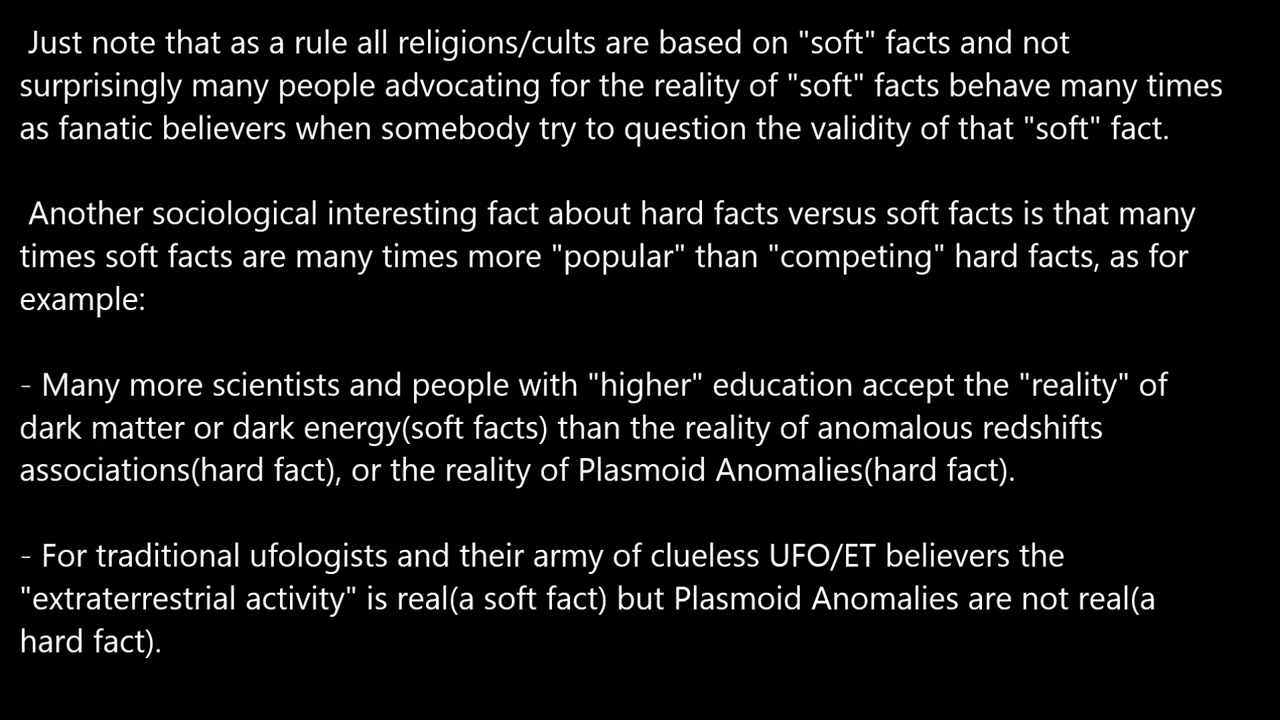 Just note that as a rule all religions/cults are based on "soft" facts and not
surprisingly many people advocating for the reality of "soft" facts behave many times
as fanatic believers when somebody try to question the validity of that "soft" fact.
Another sociological interesting fact about hard facts versus soft facts is that many
times soft facts are many times more "popular" than "competing" hard facts, as for
example:
- Many more scientists and people with "higher" education accept the "reality" of
dark matter or dark energy(soft facts) than the reality of anomalous redshifts
associations(hard fact), or the reality of Plasmoid Anomalies(hard fact).
- For traditional ufologists and their army of clueless UFO/ET believers the
"extraterrestrial activity" is real(a soft fact) but Plasmoid Anomalies are not real(a
hard fact).